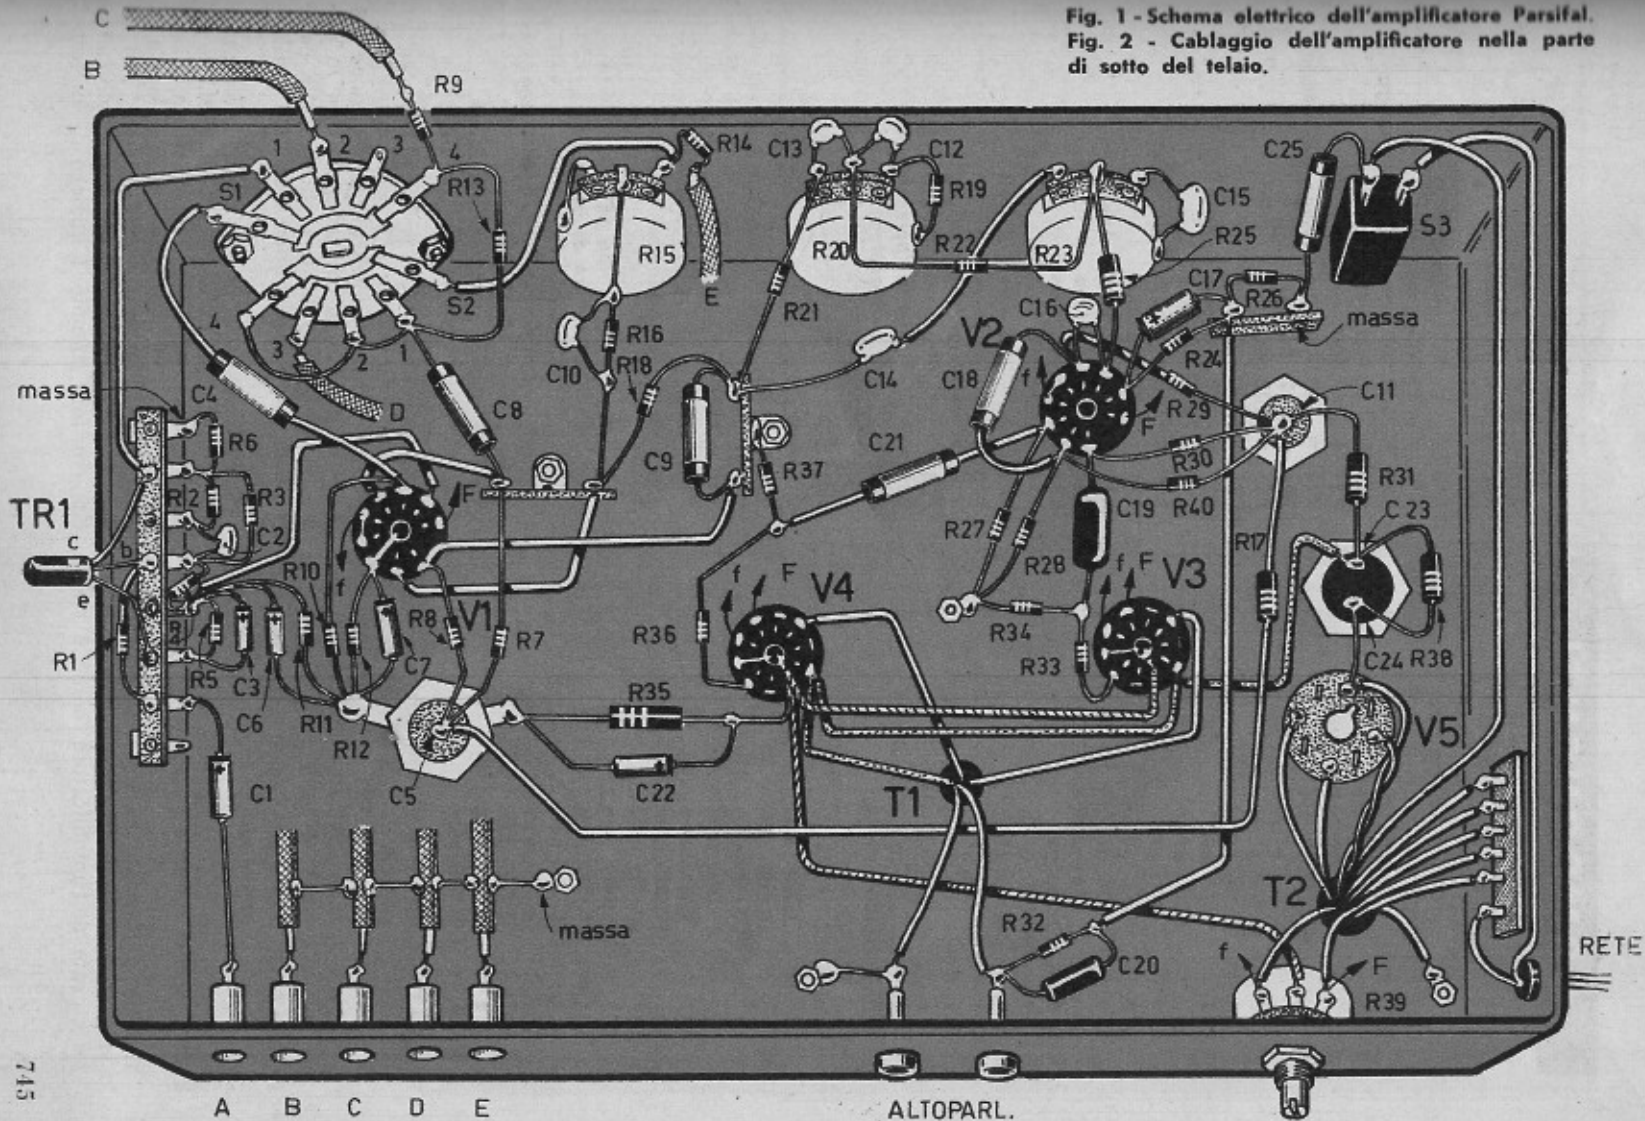 Fig. 1 - Schema elettrico dell'amplificatore Parsifal.
Fig. 2 - Cablaggio dell'amplificatore nella parte
di sotto del telaio.
C
B
R9
1
2
3
4
S1
R13
R14
C13
C12
R19
C15
C25
S3
R15
R20
R22
R23
R25
E
S2
4
3
2
1
R16
R21
C16
C17
R26
massa
V2
R24
C10
R18
C14
C18
f
massa
C4
D
C8
R29
F
C11
R6
C9
C21
R30
R37
R31
R2
R3
F
C19
R40
TR1
c
b
C2
R27
R17
C23
e
R10
f
R28
f
F
V4
f
F
V3
V1
R8
R7
R36
R34
R1
R4
R5
C3
C7
R33
C24
R38
C6
R11
R12
R35
V5
C1
C5
C22
T1
T2
massa
R32
RETE
C20
f
F
R39
745
A
B
C
D
E
ALTOPARL.